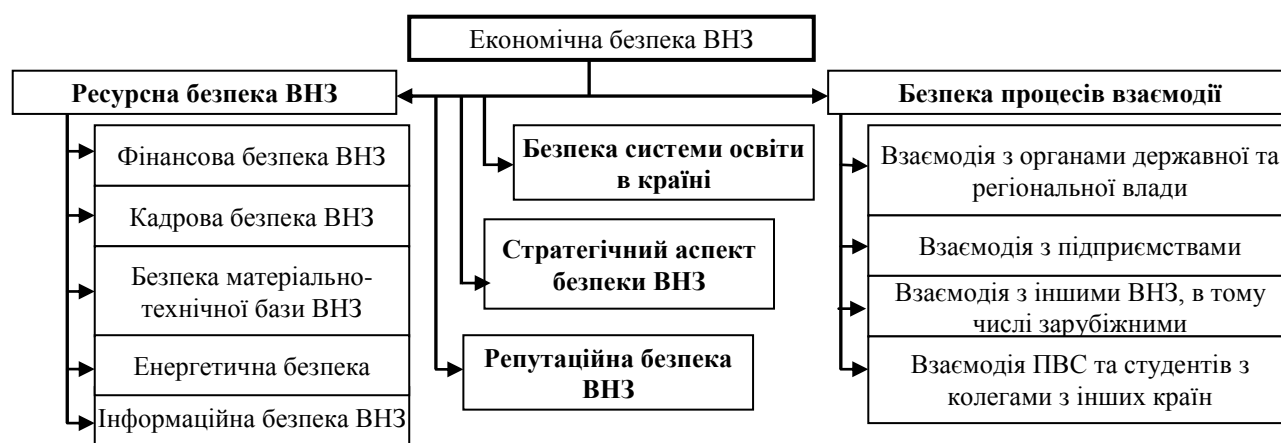 Економічна безпека ВНЗ
Ресурсна безпека ВНЗ
Фінансова безпека ВНЗ
Кадрова безпека ВНЗ
Безпека матеріально-
технічної бази ВНЗ
Енергетична безпека
Інформаційна безпека ВНЗ
Безпека системи освіти
в країні
Стратегічний аспект
безпеки ВНЗ
Репутаційна безпека
ВНЗ
Безпека процесів взаємодії
Взаємодія з органами державної та
регіональної влади
Взаємодія з підприємствами
Взаємодія з іншими ВНЗ, в тому
числі зарубіжними
Взаємодія ПВС та студентів з
колегами з інших країн